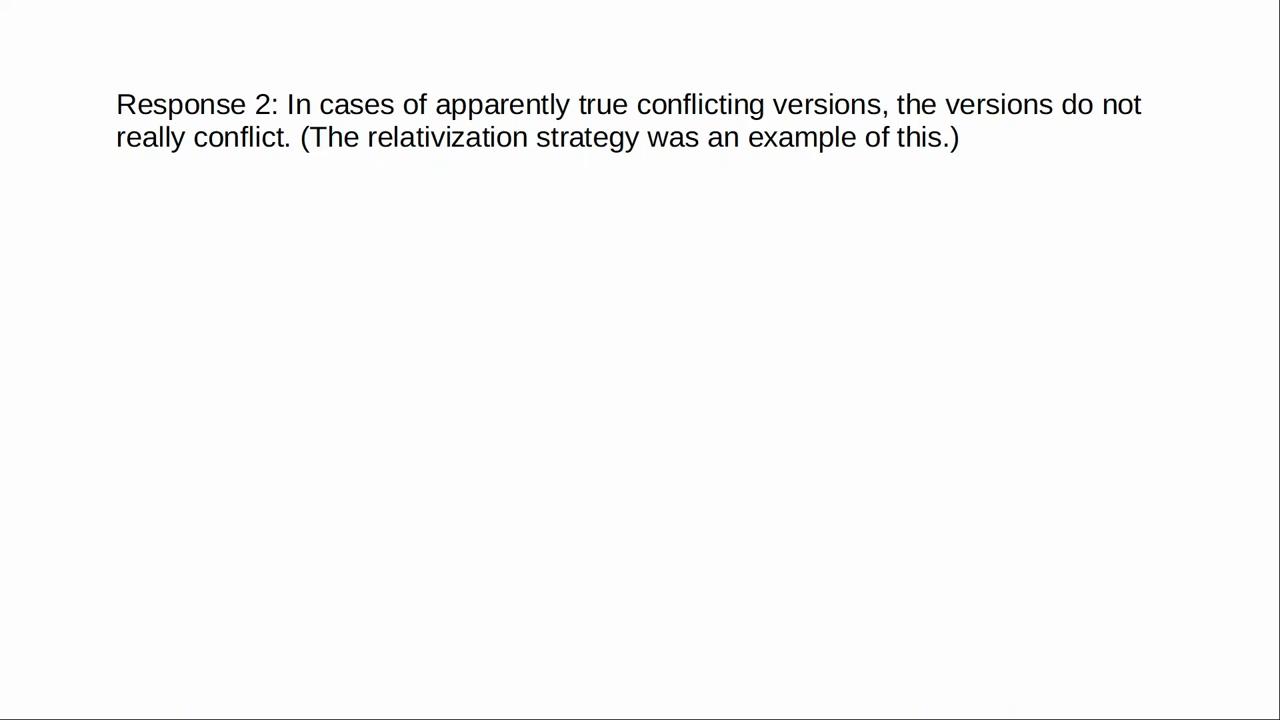 Response 2: In cases of apparently true conflicting versions, the versions do not
really conflict. (The relativization strategy was an example of this.)